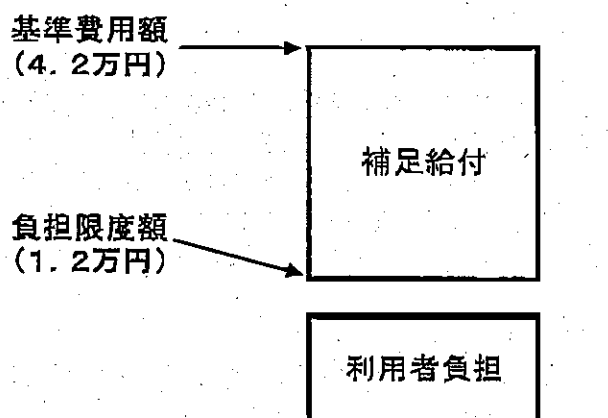 基準費用額
(4. 2万円)
補足給付
負担限度額
(1. 2万円)
利用者負担